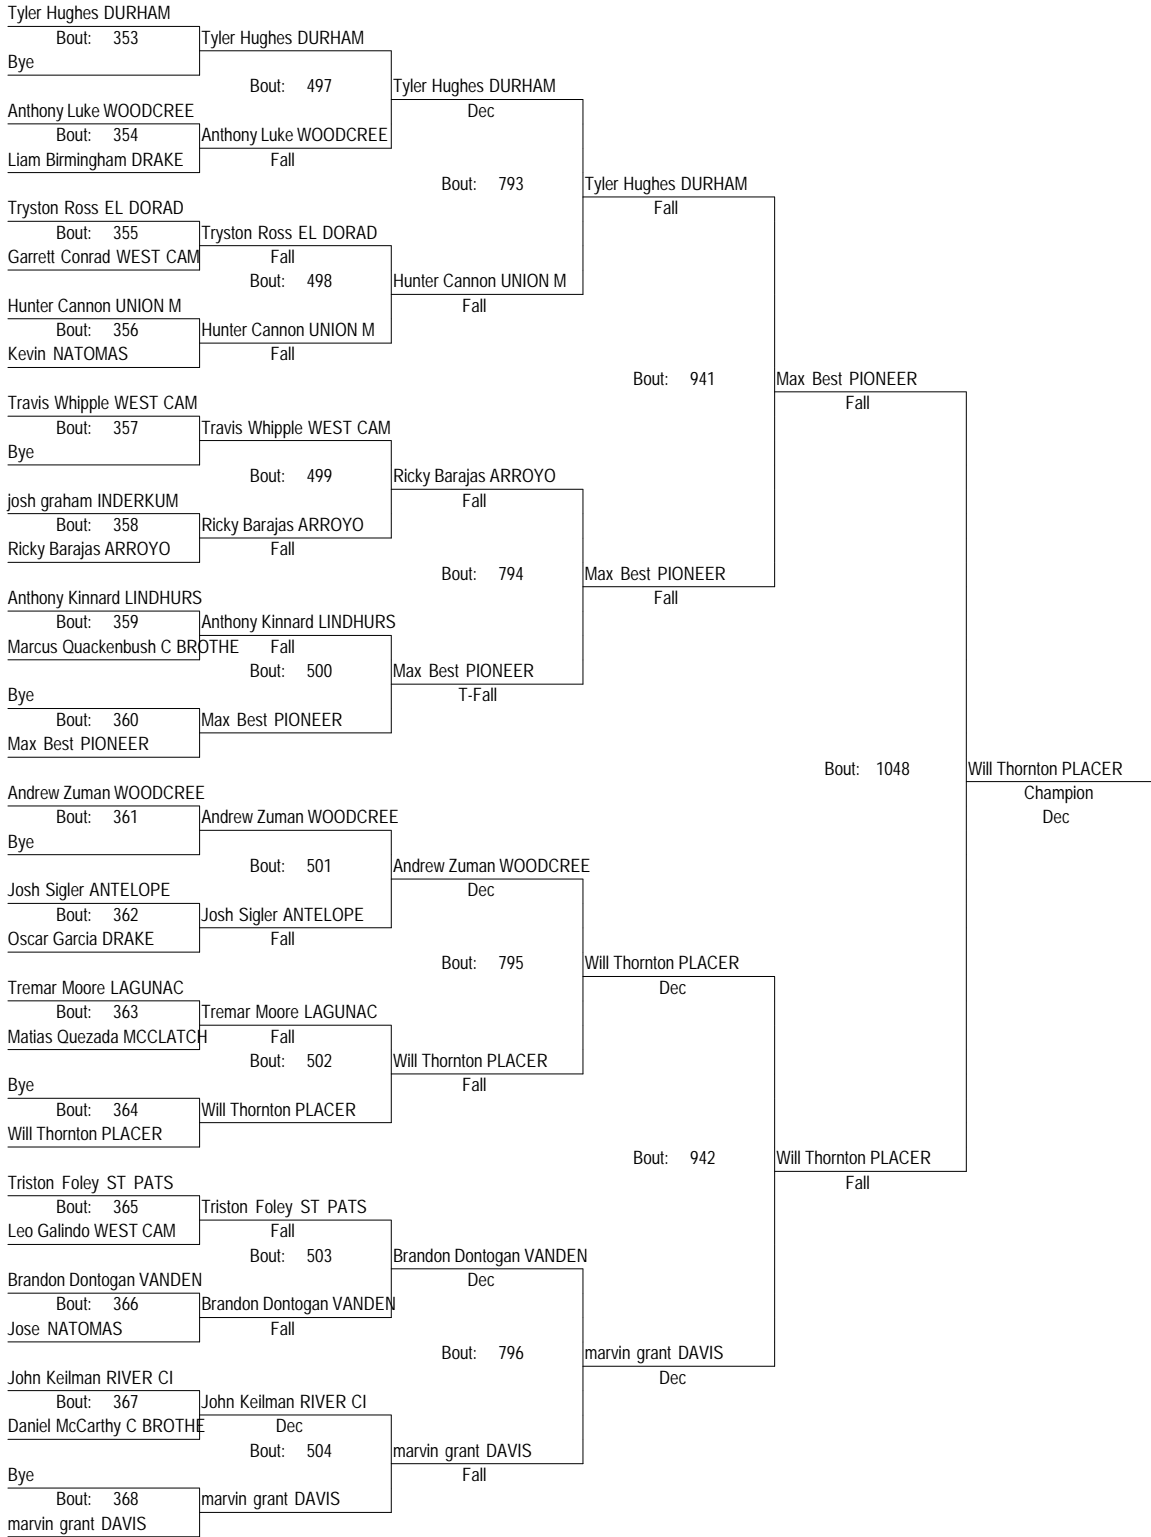 Tyler Hughes DURHAM
Bout: 353 Tyler Hughes DURHAM
Bye
Bout: 497 Tyler Hughes DURHAM
Anthony Luke WOODCREE Dec
Bout: 354 Anthony Luke WOODCREE
Liam Birmingham DRAKE Fall
Bout: 793 Tyler Hughes DURHAM
Tryston Ross EL DORAD Fall
Bout: 355 Tryston Ross EL DORAD
Garrett Conrad WEST CAM Fall
Bout: 498 Hunter Cannon UNION M
Hunter Cannon UNION M Fall
Bout: 356 Hunter Cannon UNION M
Kevin NATOMAS Fall
Bout: 941 Max Best PIONEER
Travis Whipple WEST CAM Fall
Bout: 357 Travis Whipple WEST CAM
Bye
Bout: 499 Ricky Barajas ARROYO
josh graham INDERKUM Fall
Bout: 358 Ricky Barajas ARROYO
Ricky Barajas ARROYO Fall
Bout: 794 Max Best PIONEER
Anthony Kinnard LINDHURS Fall
Bout: 359 Anthony Kinnard LINDHURS
Marcus Quackenbush C BROTHE Fall
Bout: 500 Max Best PIONEER
Bye T-Fall
Bout: 360 Max Best PIONEER
Max Best PIONEER
Bout: 1048 Will Thornton PLACER
Andrew Zuman WOODCREE Champion
Bout: 361 Andrew Zuman WOODCREE Dec
Bye
Bout: 501 Andrew Zuman WOODCREE
Josh Sigler ANTELOPE Dec
Bout: 362 Josh Sigler ANTELOPE
Oscar Garcia DRAKE Fall
Bout: 795 Will Thornton PLACER
Tremar Moore LAGUNAC Dec
Bout: 363 Tremar Moore LAGUNAC
Matias Quezada MCCLATCH Fall
Bout: 502 Will Thornton PLACER
Bye Fall
Bout: 364 Will Thornton PLACER
Will Thornton PLACER
Bout: 942 Will Thornton PLACER
Triston Foley ST PATS Fall
Bout: 365 Triston Foley ST PATS
Leo Galindo WEST CAM Fall
Bout: 503 Brandon Dontogan VANDEN
Brandon Dontogan VANDEN Dec
Bout: 366 Brandon Dontogan VANDEN
Jose NATOMAS Fall
Bout: 796 marvin grant DAVIS
John Keilman RIVER CI Dec
Bout: 367 John Keilman RIVER CI
Daniel McCarthy C BROTHE Dec
Bout: 504 marvin grant DAVIS
Bye Fall
Bout: 368 marvin grant DAVIS
marvin grant DAVIS